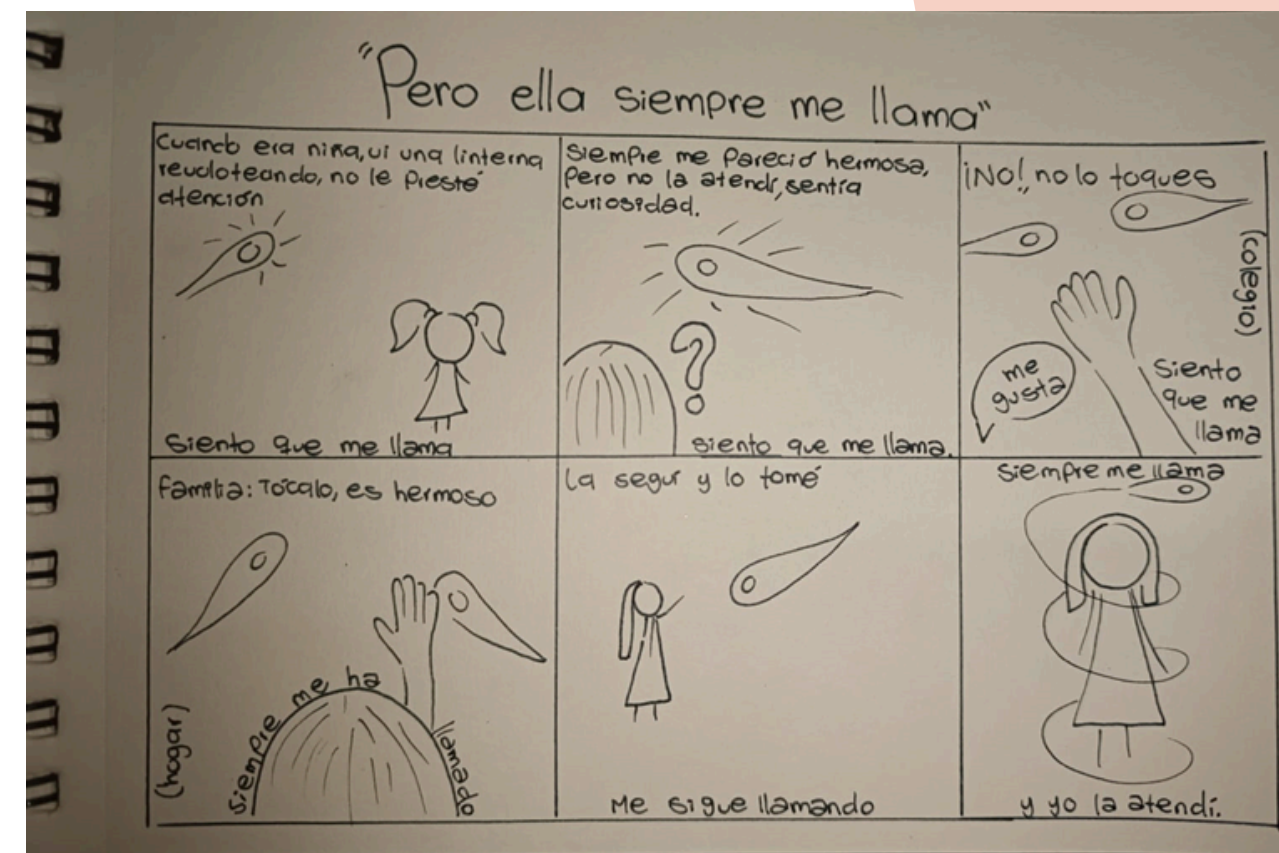 "Pero ella siempre me llama"
Cuando era niña, vi una linterna
revoloteando, no le presté
atención
Siento que me llama
Siempre me pareció hermosa,
Pero no la atendí, sentía
curiosidad.
?
siento que me llama.
¡No!, no lo toques
(colegio)
me
gusta
Siento
que me
llama
Familia: Tócalo, es hermoso
(hogar)
Siempre me ha llamado
La seguí y lo tomé
Me sigue llamando
Siempre me llama
y yo la atendí.